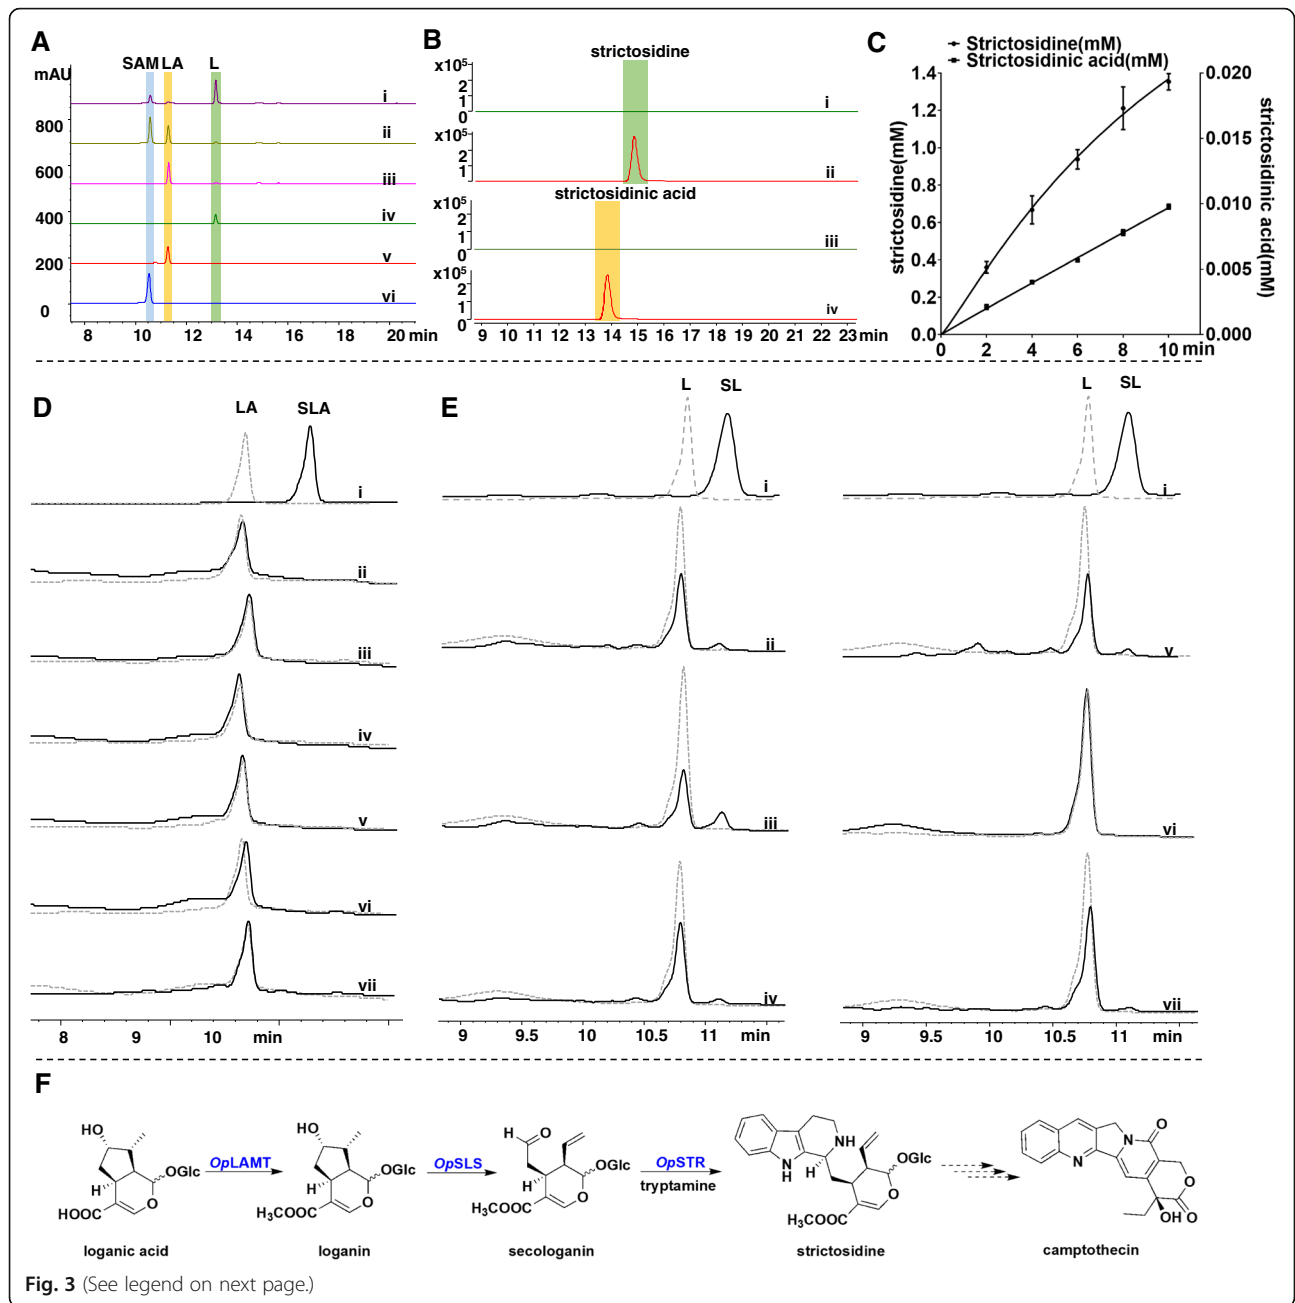 A
mAU
SAM LA L
i
800
ii
600
iii
400
iv
200
v
vi
0
8 10 12 14 16 18 20 min
B
strictosidine
x10⁵
2
1
0
i
x10⁵
2
1
ii
strictosidinic acid
x10⁵
2
1
0
iii
x10⁵
2
1
0
iv
9 10 11 12 13 14 15 16 17 18 19 20 21 22 23 min
C
Strictosidine(mM)
Strictosidinic acid(mM)
strictosidine(mM)
1.4
1.2
1.0
0.8
0.6
0.4
0.2
0.0
0.020
0.015
0.010
0.005
0.000
strictosidinic acid(mM)
0 2 4 6 8 10 min
D
LA SLA
i
ii
iii
iv
v
vi
vii
8 9 10 min
E
L SL
i
ii
iii
iv
9 9.5 10 10.5 11 min
L SL
i
v
vi
vii
9 9.5 10 10.5 11 min
F
HO
H
HOOC
O
OGlc
loganic acid
OpLAMT
HO
H
H₃COOC
O
OGlc
loganin
OpSLS
H
O
H
H₃COOC
O
OGlc
secologanin
OpSTR
tryptamine
NH
N
H
H
H₃COOC
O
OGlc
strictosidine
N
N
O
O
O
OH
camptothecin
Fig. 3 (See legend on next page.)